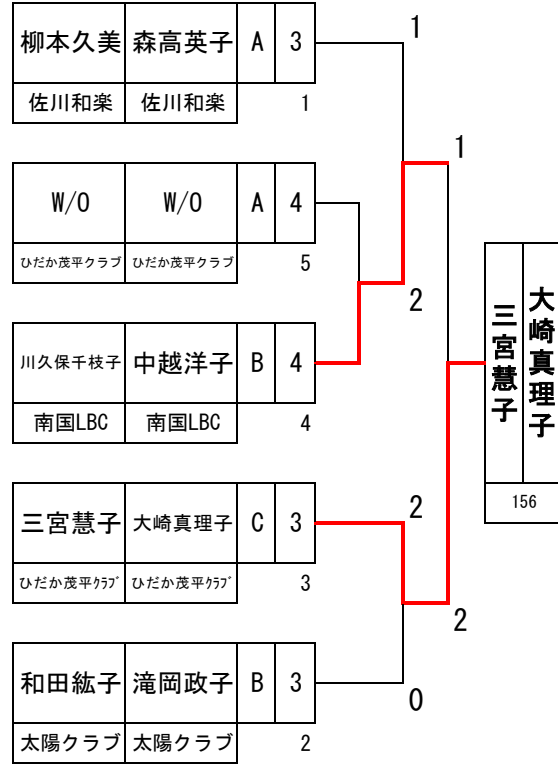 柳本久美 森高英子 A 3
佐川和楽 佐川和楽 1
W/O W/O A 4
ひだか茂平クラブ ひだか茂平クラブ 5
川久保千枝子 中越洋子 B 4
南国LBC 南国LBC 4
三宮慧子 大崎真理子 C 3
ひだか茂平ｸﾗﾌﾞ ひだか茂平ｸﾗﾌﾞ 3
和田紘子 滝岡政子 B 3
太陽クラブ 太陽クラブ 2
1
1
2
2
2
0
大崎真理子
三宮慧子
156